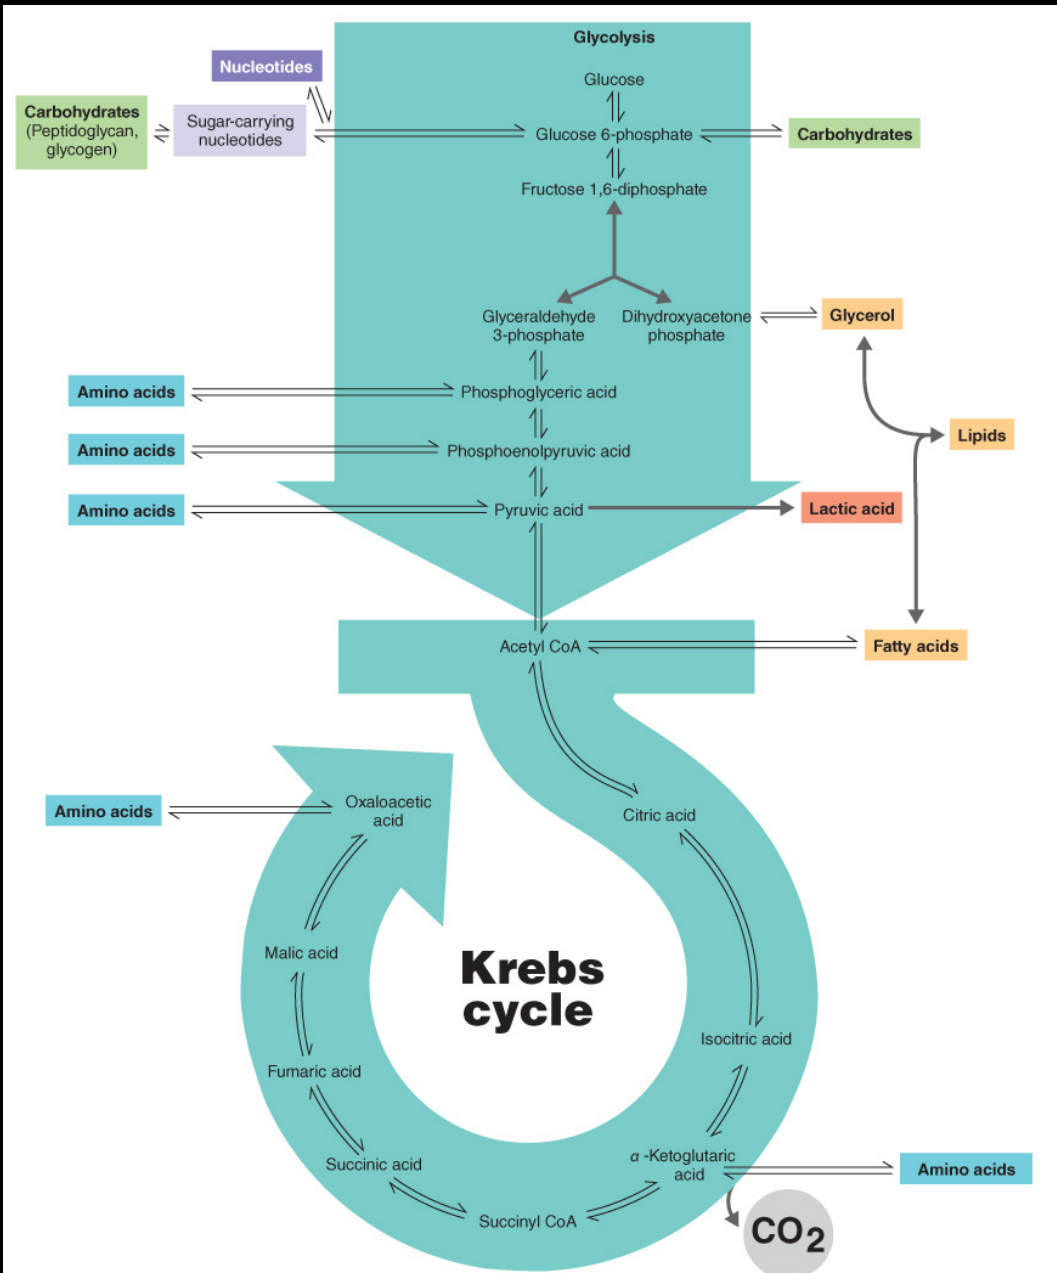 Glycolysis
Nucleotides
Glucose
Carbohydrates
(Peptidoglycan,
glycogen)
Sugar-carrying
nucleotides
Glucose 6-phosphate
Carbohydrates
Fructose 1,6-diphosphate
Glyceraldehyde
3-phosphate
Dihydroxyacetone
phosphate
Glycerol
Amino acids
Phosphoglyceric acid
Lipids
Amino acids
Phosphoenolpyruvic acid
Amino acids
Pyruvic acid
Lactic acid
Acetyl CoA
Fatty acids
Amino acids
Oxaloacetic
acid
Citric acid
Malic acid
Krebs
cycle
Isocitric acid
Fumaric acid
Succinic acid
α -Ketoglutaric
acid
Amino acids
Succinyl CoA
CO2